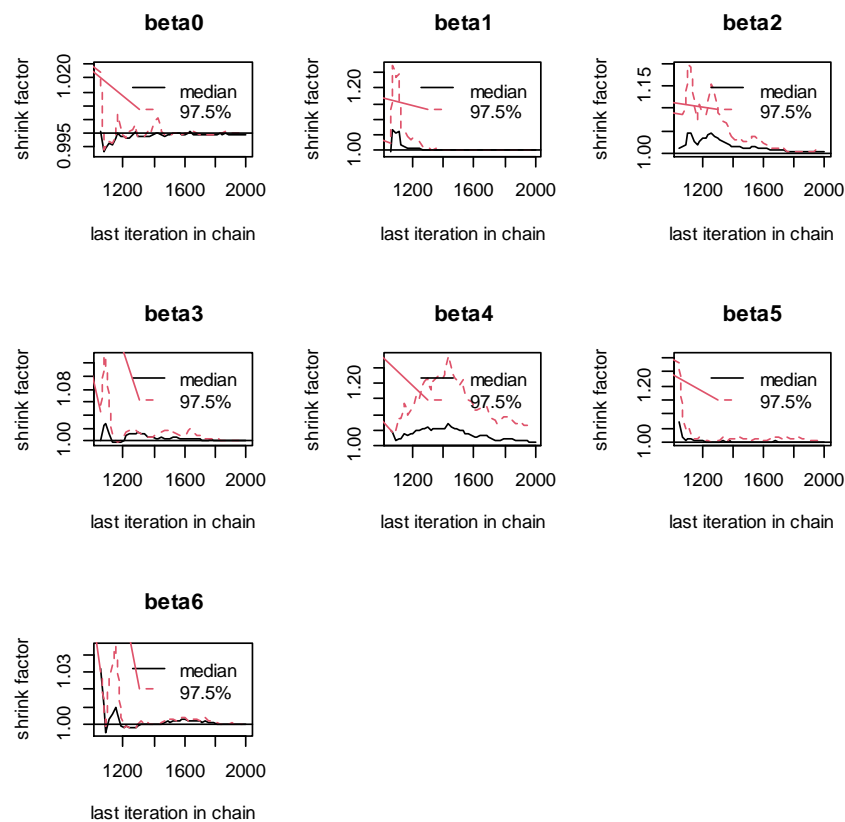 beta0
shrink factor
1.020
0.995
median
97.5%
1200 1600 2000
last iteration in chain
beta1
shrink factor
1.20
1.00
median
97.5%
1200 1600 2000
last iteration in chain
beta2
shrink factor
1.15
1.00
median
97.5%
1200 1600 2000
last iteration in chain
beta3
shrink factor
1.08
1.00
median
97.5%
1200 1600 2000
last iteration in chain
beta4
shrink factor
1.20
1.00
median
97.5%
1200 1600 2000
last iteration in chain
beta5
shrink factor
1.20
1.00
median
97.5%
1200 1600 2000
last iteration in chain
beta6
shrink factor
1.03
1.00
median
97.5%
1200 1600 2000
last iteration in chain